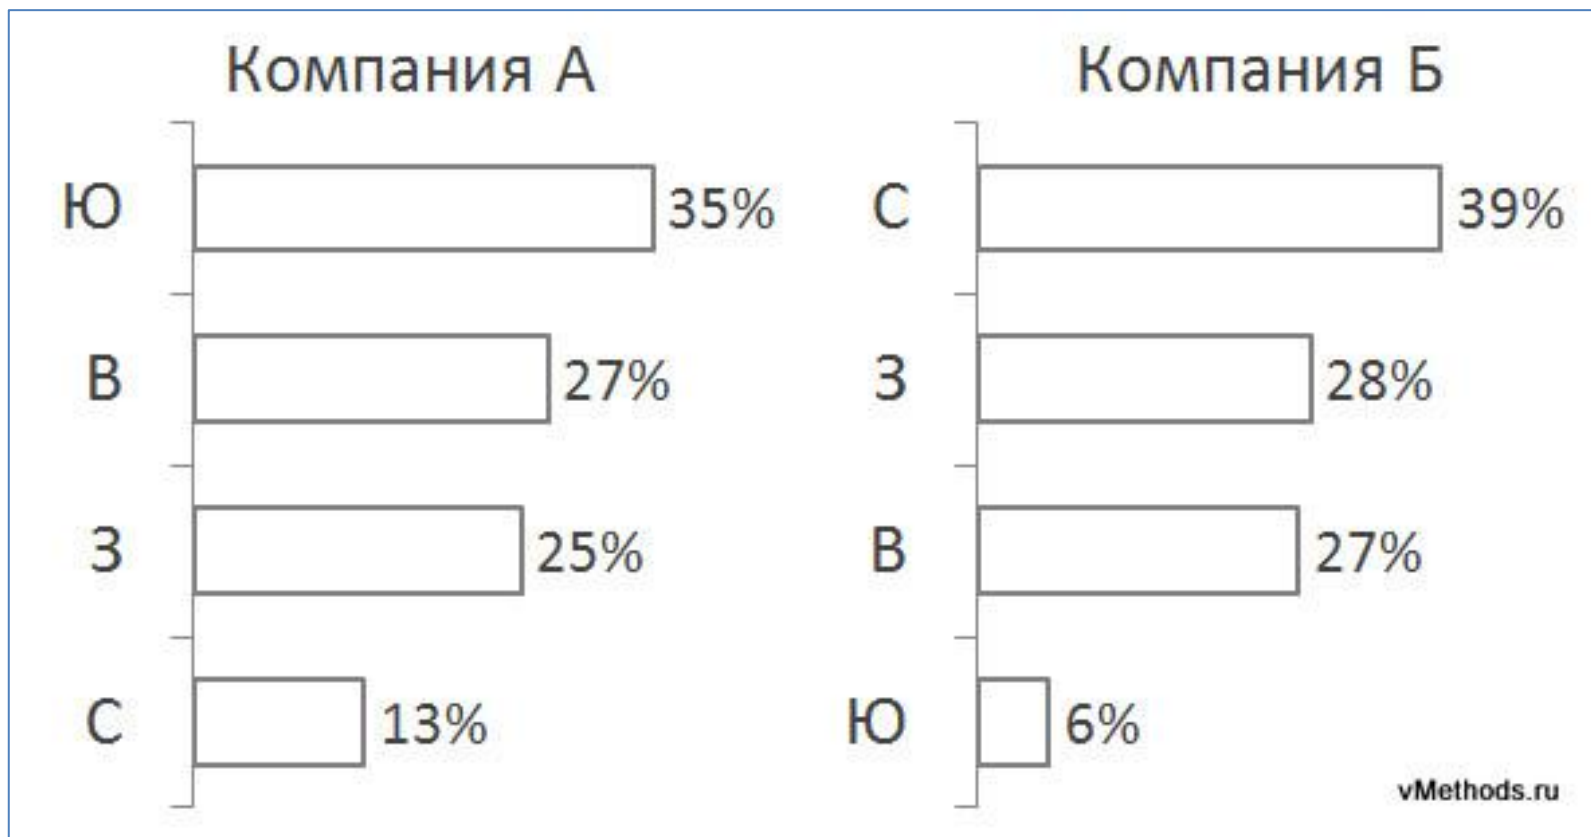 Компания А
Ю 35%
В 27%
З 25%
С 13%
Компания Б
С 39%
З 28%
В 27%
Ю 6%
vMethods.ru